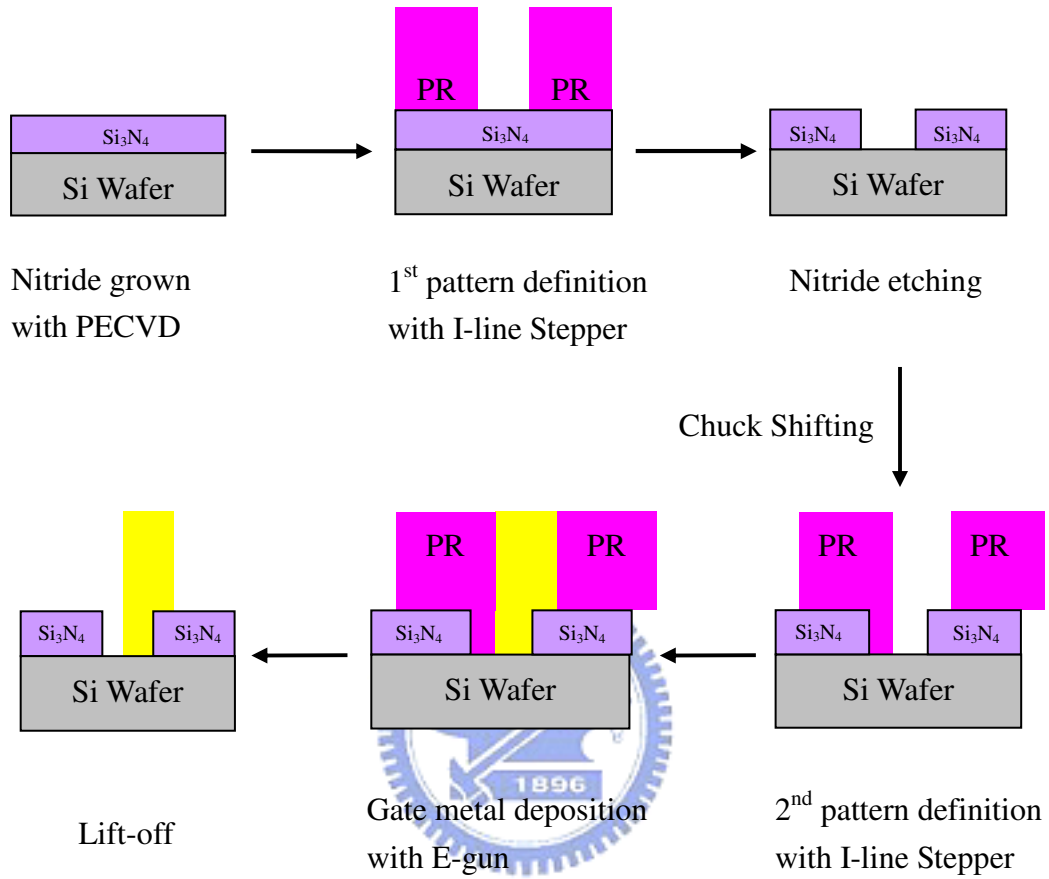 PR
PR
Si₃N₄
Si Wafer
Nitride grown
with PECVD
Si₃N₄
Si Wafer
1st pattern definition
with I-line Stepper
Si₃N₄
Si₃N₄
Si Wafer
Nitride etching
Chuck Shifting
PR
PR
Si₃N₄
Si₃N₄
Si Wafer
2nd pattern definition
with I-line Stepper
PR
PR
Si₃N₄
Si₃N₄
Si Wafer
1896
Gate metal deposition
with E-gun
Si₃N₄
Si₃N₄
Si Wafer
Lift-off